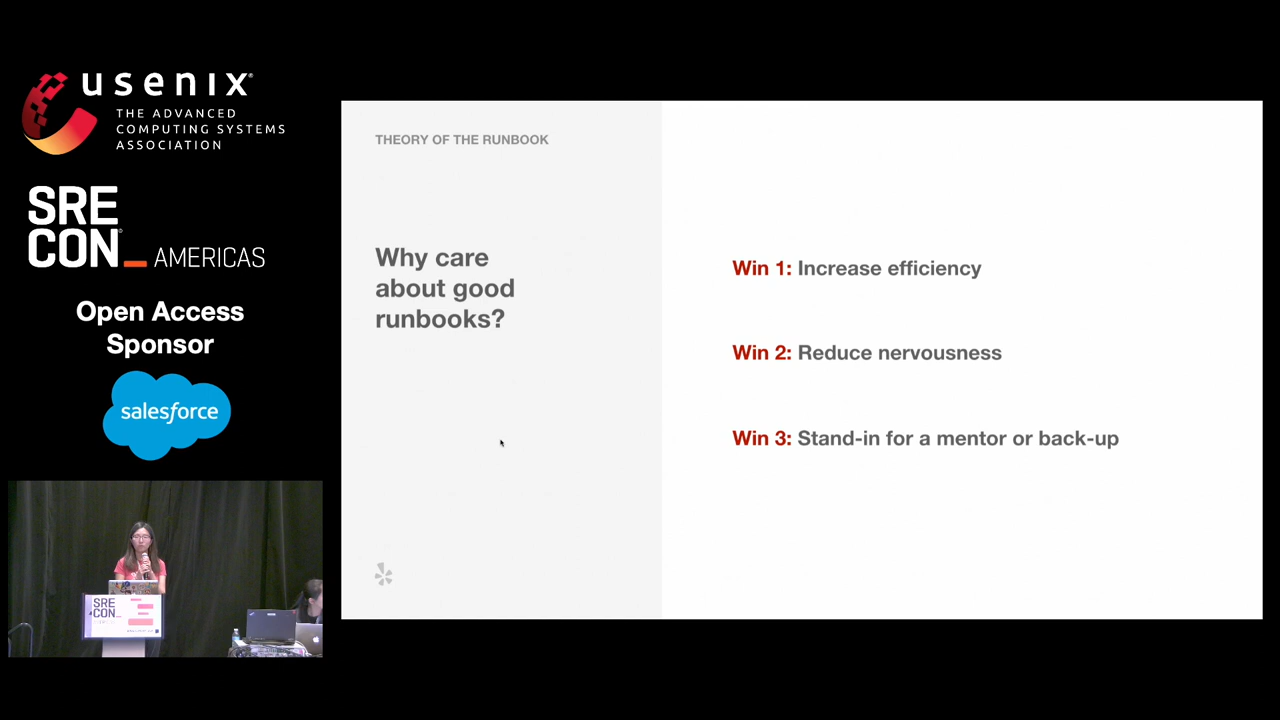 usenix
THE ADVANCED
COMPUTING SYSTEMS
ASSOCIATION
SRE
CON
AMERICAS
Open Access
Sponsor
salesforce
THEORY OF THE RUNBOOK
Why care
about good
runbooks?
Win 1: Increase efficiency
Win 2: Reduce nervousness
Win 3: Stand-in for a mentor or back-up
SRE
CON